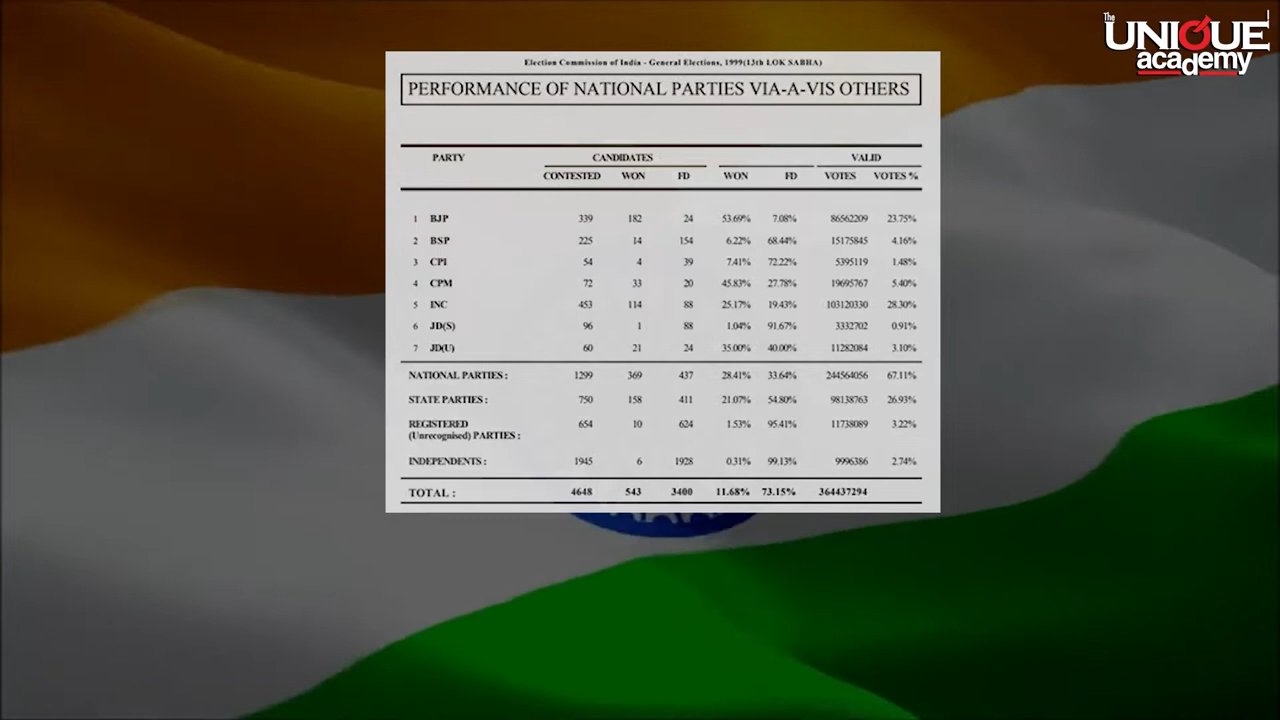 The
UNIQUE
academy
Election Commission of India - General Elections, 1999(13th LOK SABHA)
PERFORMANCE OF NATIONAL PARTIES VIA-A-VIS OTHERS
PARTY CANDIDATES VALID
CONTESTED WON FD WON FD VOTES VOTES %
1 BJP 339 182 24 53.69% 7.08% 86562209 23.75%
2 BSP 225 14 154 6.22% 68.44% 15175845 4.16%
3 CPI 54 4 39 7.41% 72.22% 5395119 1.48%
4 CPM 72 33 20 45.83% 27.78% 19695767 5.40%
5 INC 453 114 88 25.17% 19.43% 103120330 28.30%
6 JD(S) 96 1 88 1.04% 91.67% 3332702 0.91%
7 JD(U) 60 21 24 35.00% 40.00% 11282084 3.10%
NATIONAL PARTIES : 1299 369 437 28.41% 33.64% 244564056 67.11%
STATE PARTIES : 750 158 411 21.07% 54.80% 98138763 26.93%
REGISTERED 654 10 624 1.53% 95.41% 11738089 3.22%
(Unrecognised) PARTIES :
INDEPENDENTS : 1945 6 1928 0.31% 99.13% 9996386 2.74%
TOTAL : 4648 543 3400 11.68% 73.15% 364437294